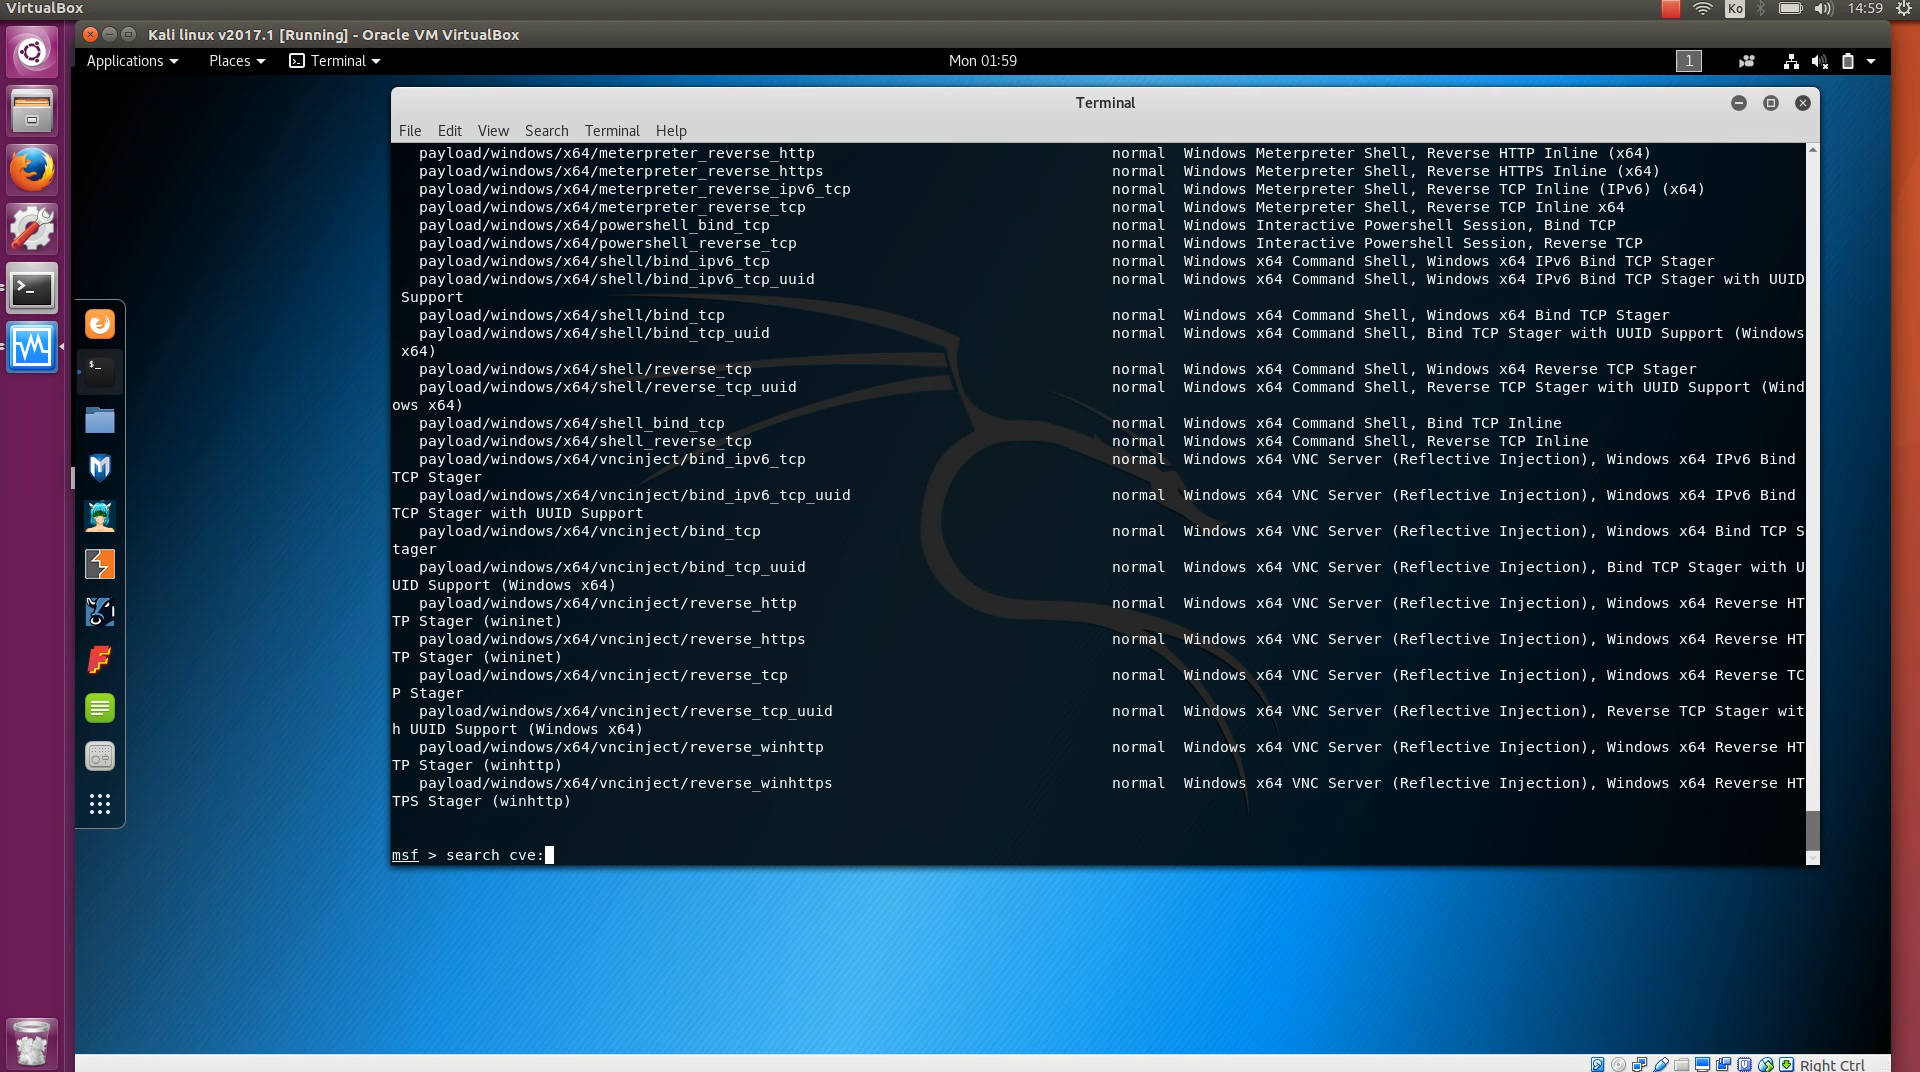 VirtualBox
Ko
14:59
Kali linux v2017.1 [Running] - Oracle VM VirtualBox
Applications Places Terminal Mon 01:59 1
Terminal
File Edit View Search Terminal Help
payload/windows/x64/meterpreter_reverse_http normal Windows Meterpreter Shell, Reverse HTTP Inline (x64)
payload/windows/x64/meterpreter_reverse_https normal Windows Meterpreter Shell, Reverse HTTPS Inline (x64)
payload/windows/x64/meterpreter_reverse_ipv6_tcp normal Windows Meterpreter Shell, Reverse TCP Inline (IPv6) (x64)
payload/windows/x64/meterpreter_reverse_tcp normal Windows Meterpreter Shell, Reverse TCP Inline x64
payload/windows/x64/powershell_bind_tcp normal Windows Interactive Powershell Session, Bind TCP
payload/windows/x64/powershell_reverse_tcp normal Windows Interactive Powershell Session, Reverse TCP
payload/windows/x64/shell/bind_ipv6_tcp normal Windows x64 Command Shell, Windows x64 IPv6 Bind TCP Stager
payload/windows/x64/shell/bind_ipv6_tcp_uuid normal Windows x64 Command Shell, Windows x64 IPv6 Bind TCP Stager with UUID
Support
payload/windows/x64/shell/bind_tcp normal Windows x64 Command Shell, Windows x64 Bind TCP Stager
payload/windows/x64/shell/bind_tcp_uuid normal Windows x64 Command Shell, Bind TCP Stager with UUID Support (Windows
x64)
payload/windows/x64/shell/reverse_tcp normal Windows x64 Command Shell, Windows x64 Reverse TCP Stager
payload/windows/x64/shell/reverse_tcp_uuid normal Windows x64 Command Shell, Reverse TCP Stager with UUID Support (Wind
ows x64)
payload/windows/x64/shell_bind_tcp normal Windows x64 Command Shell, Bind TCP Inline
payload/windows/x64/shell_reverse_tcp normal Windows x64 Command Shell, Reverse TCP Inline
payload/windows/x64/vncinject/bind_ipv6_tcp normal Windows x64 VNC Server (Reflective Injection), Windows x64 IPv6 Bind
TCP Stager
payload/windows/x64/vncinject/bind_ipv6_tcp_uuid normal Windows x64 VNC Server (Reflective Injection), Windows x64 IPv6 Bind
TCP Stager with UUID Support
payload/windows/x64/vncinject/bind_tcp normal Windows x64 VNC Server (Reflective Injection), Windows x64 Bind TCP S
tager
payload/windows/x64/vncinject/bind_tcp_uuid normal Windows x64 VNC Server (Reflective Injection), Bind TCP Stager with U
UID Support (Windows x64)
payload/windows/x64/vncinject/reverse_http normal Windows x64 VNC Server (Reflective Injection), Windows x64 Reverse HT
TP Stager (wininet)
payload/windows/x64/vncinject/reverse_https normal Windows x64 VNC Server (Reflective Injection), Windows x64 Reverse HT
TP Stager (wininet)
payload/windows/x64/vncinject/reverse_tcp normal Windows x64 VNC Server (Reflective Injection), Windows x64 Reverse TC
P Stager
payload/windows/x64/vncinject/reverse_tcp_uuid normal Windows x64 VNC Server (Reflective Injection), Reverse TCP Stager wit
h UUID Support (Windows x64)
payload/windows/x64/vncinject/reverse_winhttp normal Windows x64 VNC Server (Reflective Injection), Windows x64 Reverse HT
TP Stager (winhttp)
payload/windows/x64/vncinject/reverse_winhttps normal Windows x64 VNC Server (Reflective Injection), Windows x64 Reverse HT
TPS Stager (winhttp)
msf > search cve:
Right Ctrl